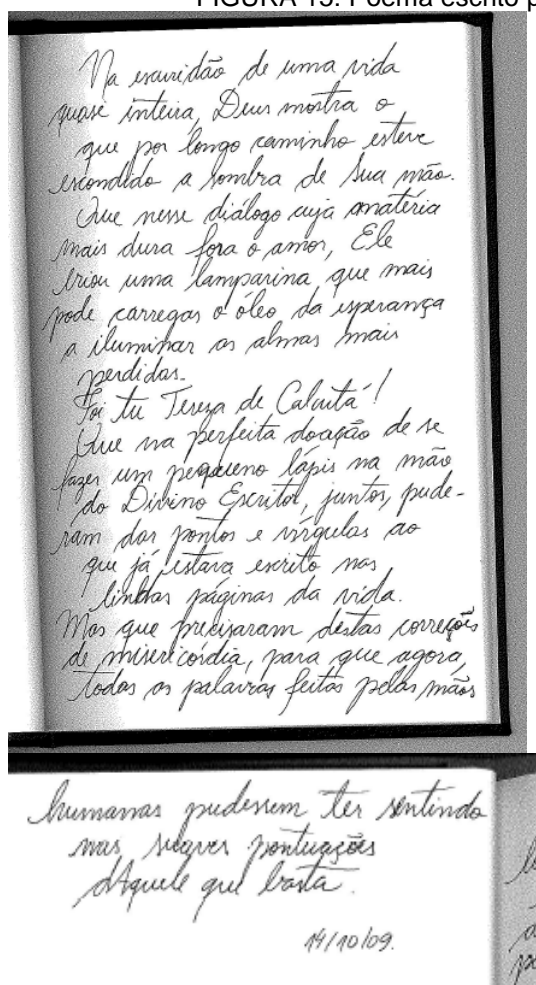 FIGURA 15: Poema escrito p
Na escuridão de uma vida
quase inteira, Deus mostra o
que por longo caminho esteve
escondido a sombra de Sua mão.
Que nesse diálogo cuja matéria
mais dura fora o amor, Ele
criou uma lamparina, que mais
pode carregar o óleo da esperança
a iluminar as almas mais
perdidas.
Foi tu Tereza de Calcutá!
Que na perfeita doação de se
fazer um pequeno lápis na mão
do Divino Escritor, juntos, pude-
ram dar pontos e vírgulas ao
que já estava escrito nas
lindas páginas da vida.
Mas que precisaram destas correções
de misericórdia, para que agora,
todas as palavras feitas pelas mãos
humanas pudessem ter sentindo
nas suaves pontuações
dAquele que basta.
14/10/09.